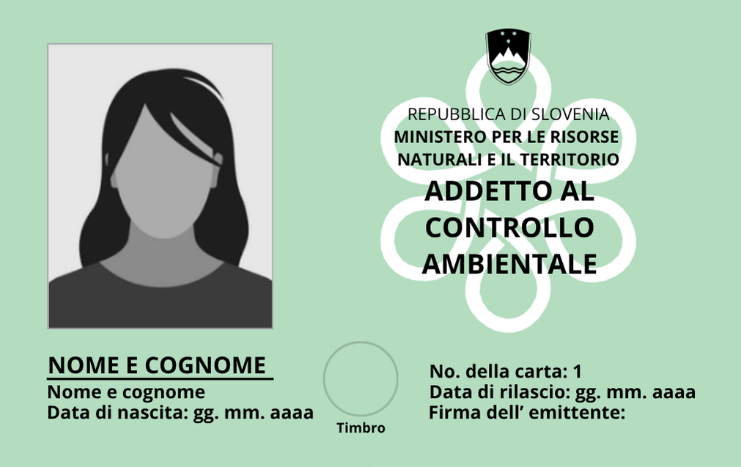 REPUBBLICA DI SLOVENIA
MINISTERO PER LE RISORSE
NATURALI E IL TERRITORIO
ADDETTO AL
CONTROLLO
AMBIENTALE
NOME E COGNOME
Nome e cognome
Data di nascita: gg. mm. aaaa
Timbro
No. della carta: 1
Data di rilascio: gg. mm. aaaa
Firma dell’ emittente: